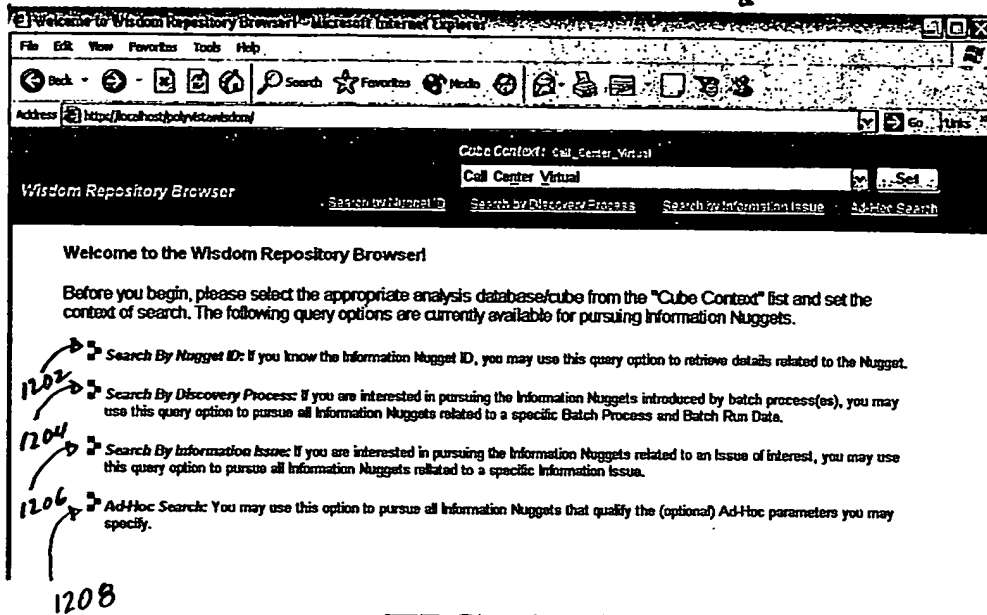 Welcome to Wisdom Repository Browser! - Microsoft Internet Explorer
File Edit View Favorites Tools Help
Back Search Favorites Media
Address http://localhost/polyvistawisdom/ Go Links
Cube Context: Call_Center_Virtual
Call Center Virtual Set
Wisdom Repository Browser
Search by Nugget ID Search by Discovery Process Search by Information Issue Ad-Hoc Search
Welcome to the Wisdom Repository Browser!
Before you begin, please select the appropriate analysis database/cube from the "Cube Context" list and set the
context of search. The following query options are currently available for pursuing Information Nuggets.
Search By Nugget ID: If you know the Information Nugget ID, you may use this query option to retrieve details related to the Nugget.
1202
Search By Discovery Process: If you are interested in pursuing the Information Nuggets introduced by batch process(es), you may
use this query option to pursue all Information Nuggets related to a specific Batch Process and Batch Run Data.
1204
Search By Information Issue: If you are interested in pursuing the Information Nuggets related to an Issue of interest, you may use
this query option to pursue all Information Nuggets rellated to a specific Information Issue.
1206
Ad-Hoc Search: You may use this option to pursue all Information Nuggets that qualify the (optional) Ad-Hoc parameters you may
specify.
1208